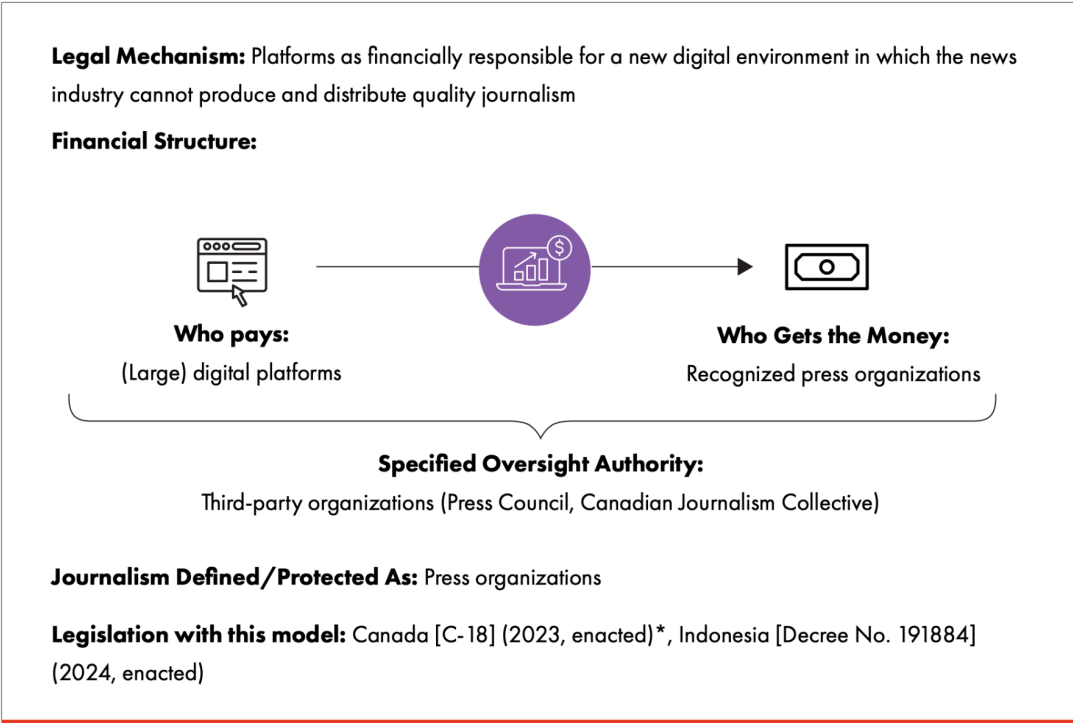 Legal Mechanism: Platforms as financially responsible for a new digital environment in which the news
industry cannot produce and distribute quality journalism
Financial Structure:
$
Who pays:
(Large) digital platforms
Who Gets the Money:
Recognized press organizations
Specified Oversight Authority:
Third-party organizations (Press Council, Canadian Journalism Collective)
Journalism Defined/Protected As: Press organizations
Legislation with this model: Canada [C-18] (2023, enacted)*, Indonesia [Decree No. 191884]
(2024, enacted)